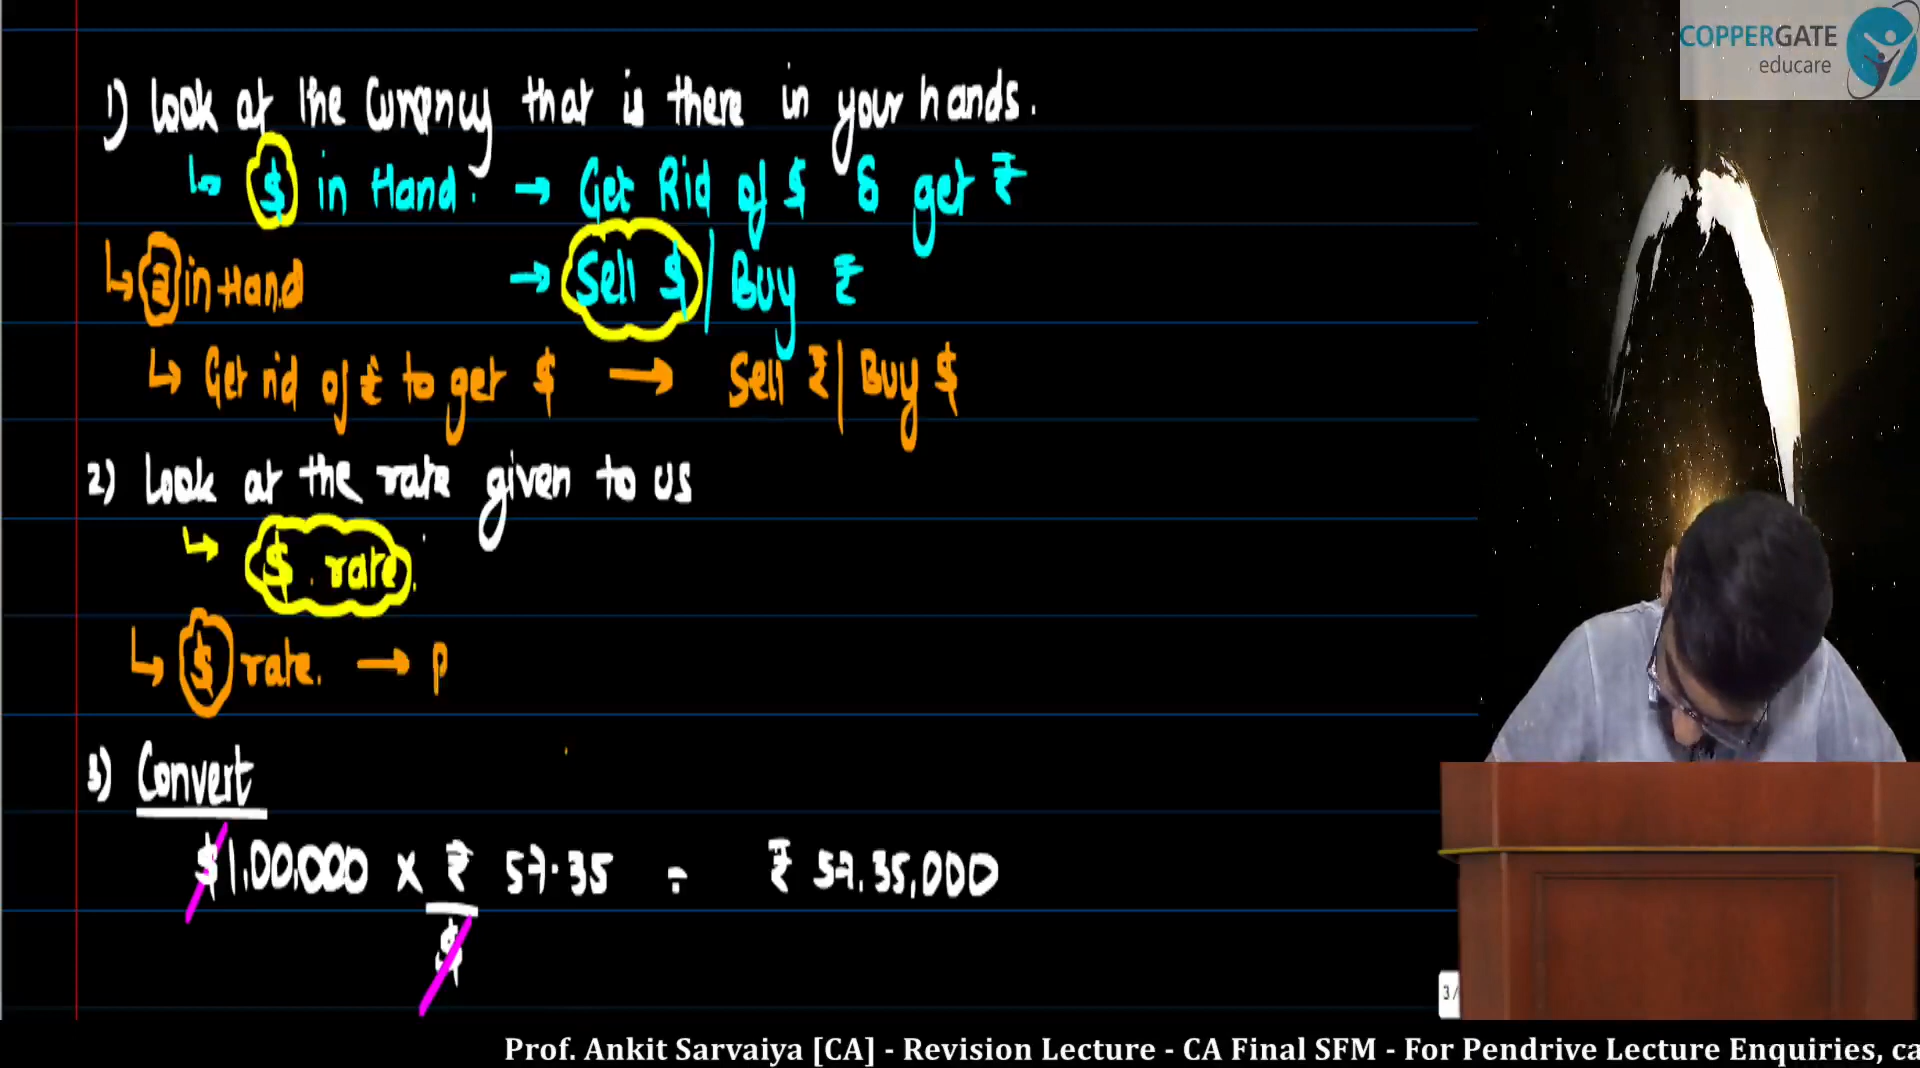 COPPERGATE
educare
1) Look at the Currency that is there in your hands.
↳ $ in Hand. → Get Rid of $ & get ₹
↳ ₹ in Hand → Sell $ | Buy ₹
↳ Get rid of ₹ to get $ → Sell ₹ | Buy $
2) Look at the rate given to us
↳ $ rate.
↳ $ rate. → P
3) Convert
$1,00,000 × ₹/$ 57.35 = ₹ 57,35,000
3/
Prof. Ankit Sarvaiya [CA] - Revision Lecture - CA Final SFM - For Pendrive Lecture Enquiries, ca